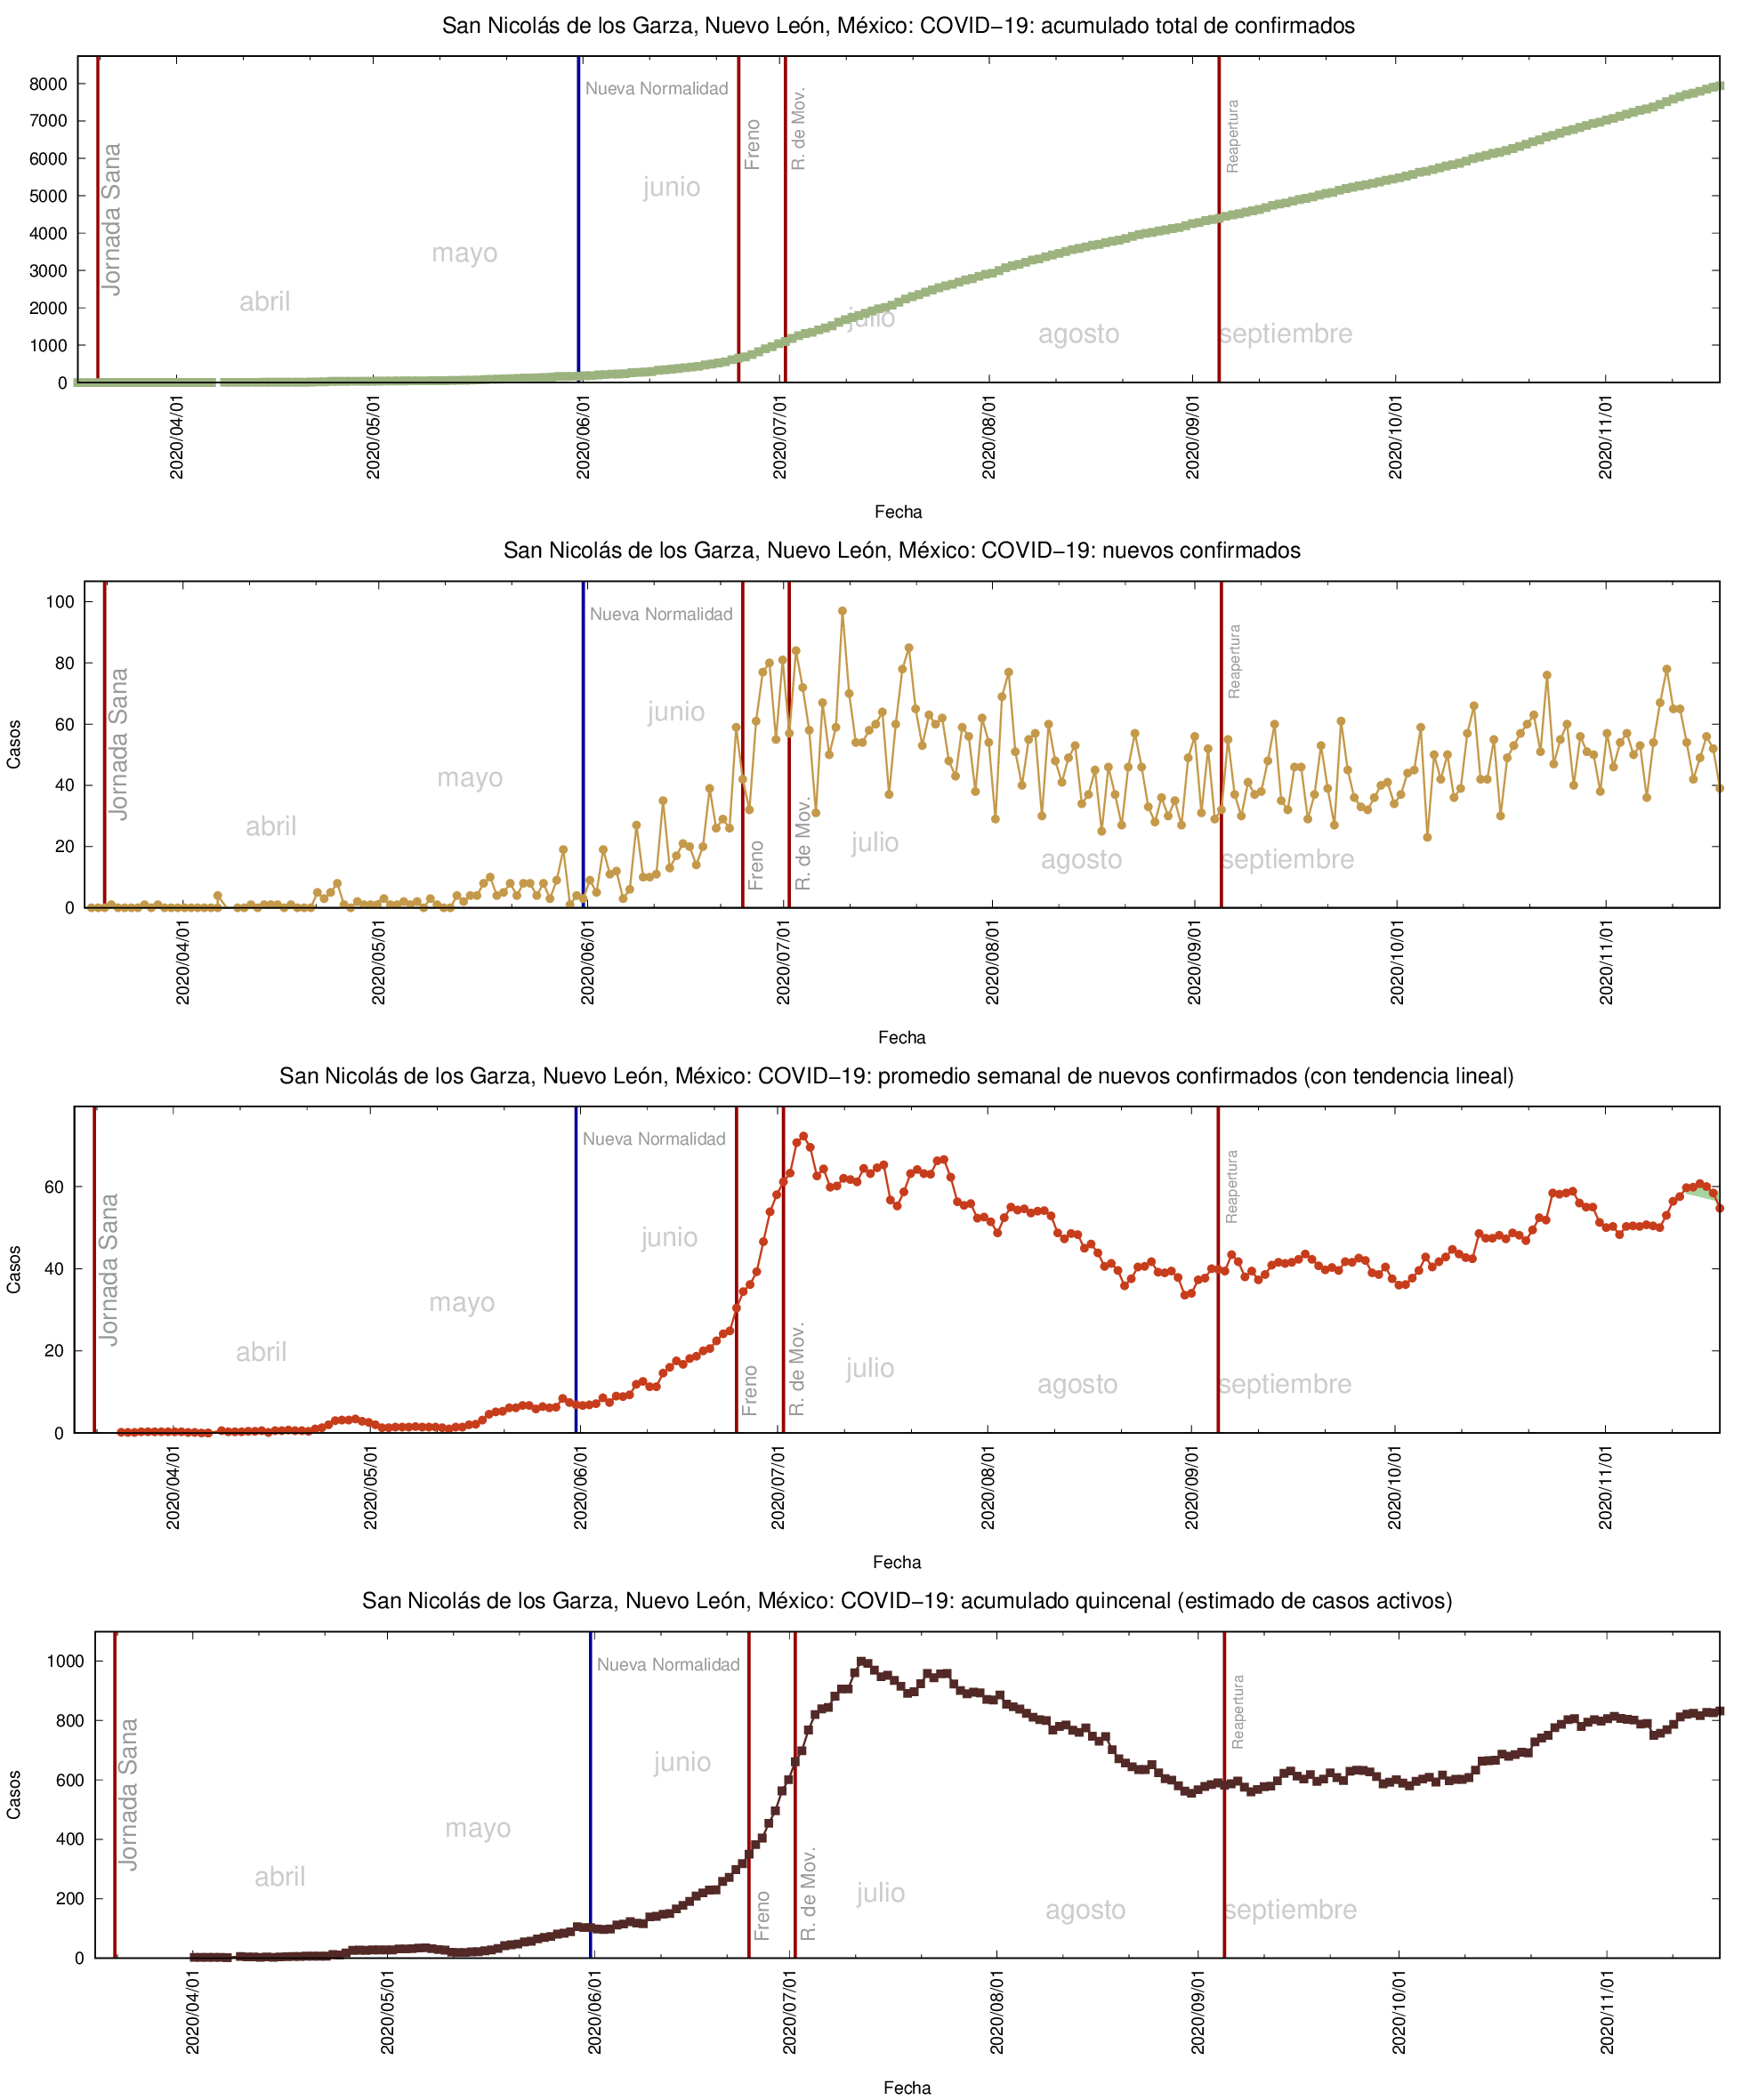 San Nicolás de los Garza, Nuevo León, México: COVID−19: acumulado total de confirmados
8000
7000
6000
5000
4000
3000
2000
1000
0
Jornada Sana
abril
mayo
Nueva Normalidad
junio
Freno
R. de Mov.
julio
agosto
Reapertura
septiembre
2020/04/01
2020/05/01
2020/06/01
2020/07/01
2020/08/01
2020/09/01
2020/10/01
2020/11/01
Fecha
San Nicolás de los Garza, Nuevo León, México: COVID−19: nuevos confirmados
Casos
100
80
60
40
20
0
Jornada Sana
abril
mayo
Nueva Normalidad
junio
Freno
R. de Mov.
julio
agosto
Reapertura
septiembre
2020/04/01
2020/05/01
2020/06/01
2020/07/01
2020/08/01
2020/09/01
2020/10/01
2020/11/01
Fecha
San Nicolás de los Garza, Nuevo León, México: COVID−19: promedio semanal de nuevos confirmados (con tendencia lineal)
Casos
60
40
20
0
Jornada Sana
abril
mayo
Nueva Normalidad
junio
Freno
R. de Mov.
julio
agosto
Reapertura
septiembre
2020/04/01
2020/05/01
2020/06/01
2020/07/01
2020/08/01
2020/09/01
2020/10/01
2020/11/01
Fecha
San Nicolás de los Garza, Nuevo León, México: COVID−19: acumulado quincenal (estimado de casos activos)
Casos
1000
800
600
400
200
0
Jornada Sana
abril
mayo
Nueva Normalidad
junio
Freno
R. de Mov.
julio
agosto
Reapertura
septiembre
2020/04/01
2020/05/01
2020/06/01
2020/07/01
2020/08/01
2020/09/01
2020/10/01
2020/11/01
Fecha